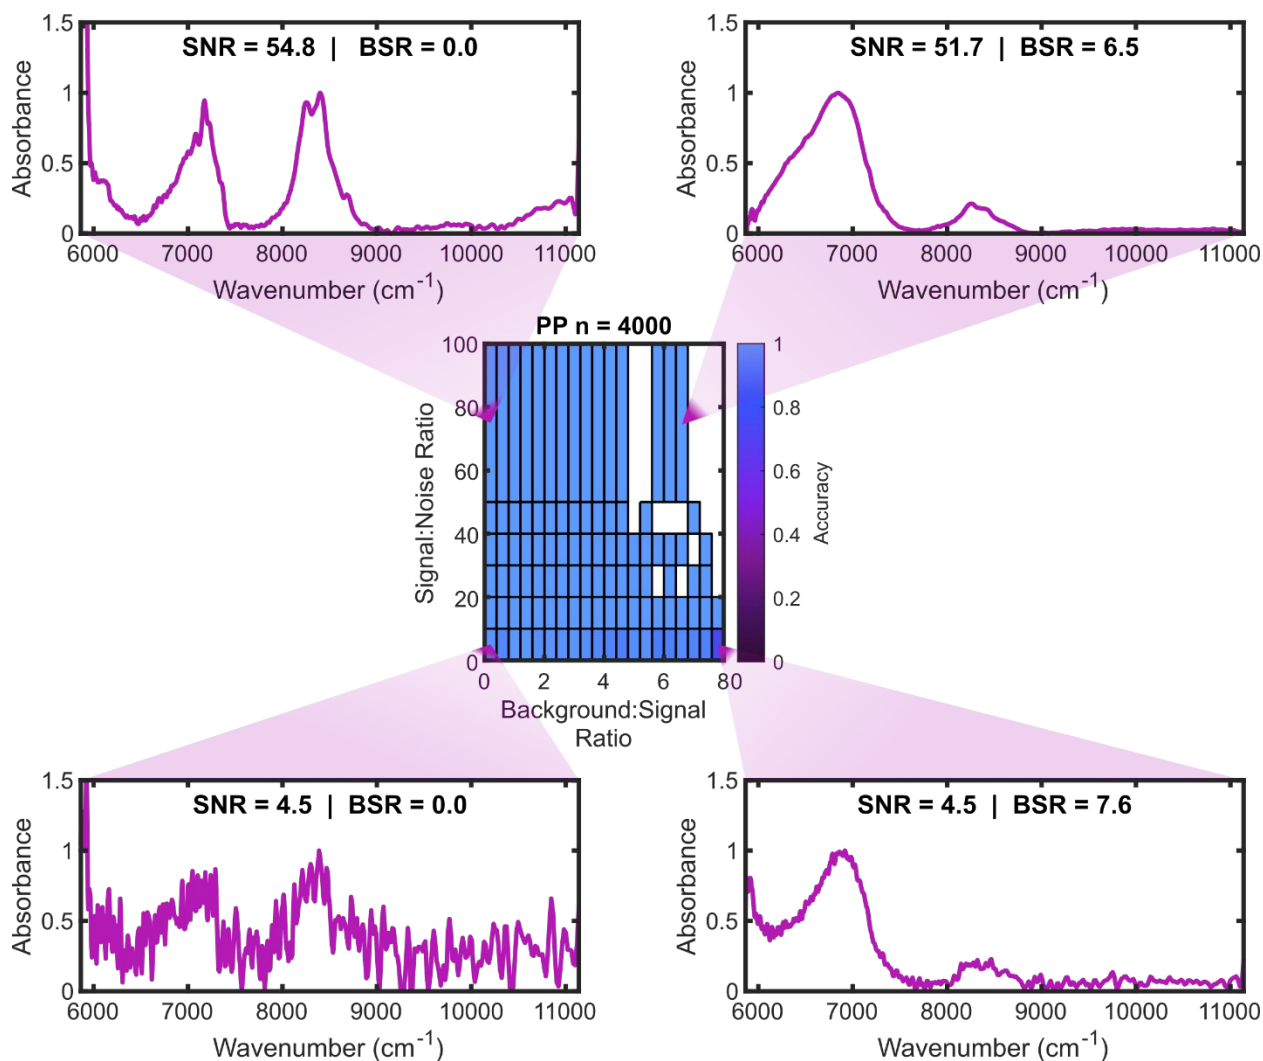 SNR = 54.8 | BSR = 0.0
1.5
1
0.5
0
Absorbance
6000 7000 8000 9000 10000 11000
Wavenumber (cm⁻¹)
SNR = 51.7 | BSR = 6.5
1.5
1
0.5
0
Absorbance
6000 7000 8000 9000 10000 11000
Wavenumber (cm⁻¹)
PP n = 4000
100
80
60
40
20
0
Signal:Noise Ratio
0 2 4 6 8
Background:Signal
Ratio
1
0.8
0.6
0.4
0.2
0
0
Accuracy
SNR = 4.5 | BSR = 0.0
1.5
1
0.5
0
Absorbance
6000 7000 8000 9000 10000 11000
Wavenumber (cm⁻¹)
SNR = 4.5 | BSR = 7.6
1.5
1
0.5
0
Absorbance
6000 7000 8000 9000 10000 11000
Wavenumber (cm⁻¹)